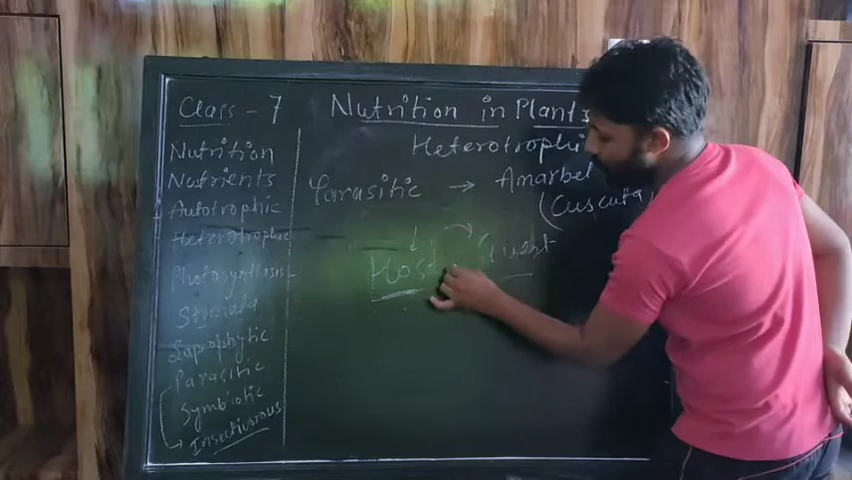 Class - 7
Nutrition in Plants
Heterotrophi
Nutrition
Nutrients
Autotrophic
Heterotrophic
Photosynthesis
Stomata
Saprophytic
Parasitic
Symbiotic
Insectivorous
Parasitic → Amarbel
(Cuscuta)
Host Guest